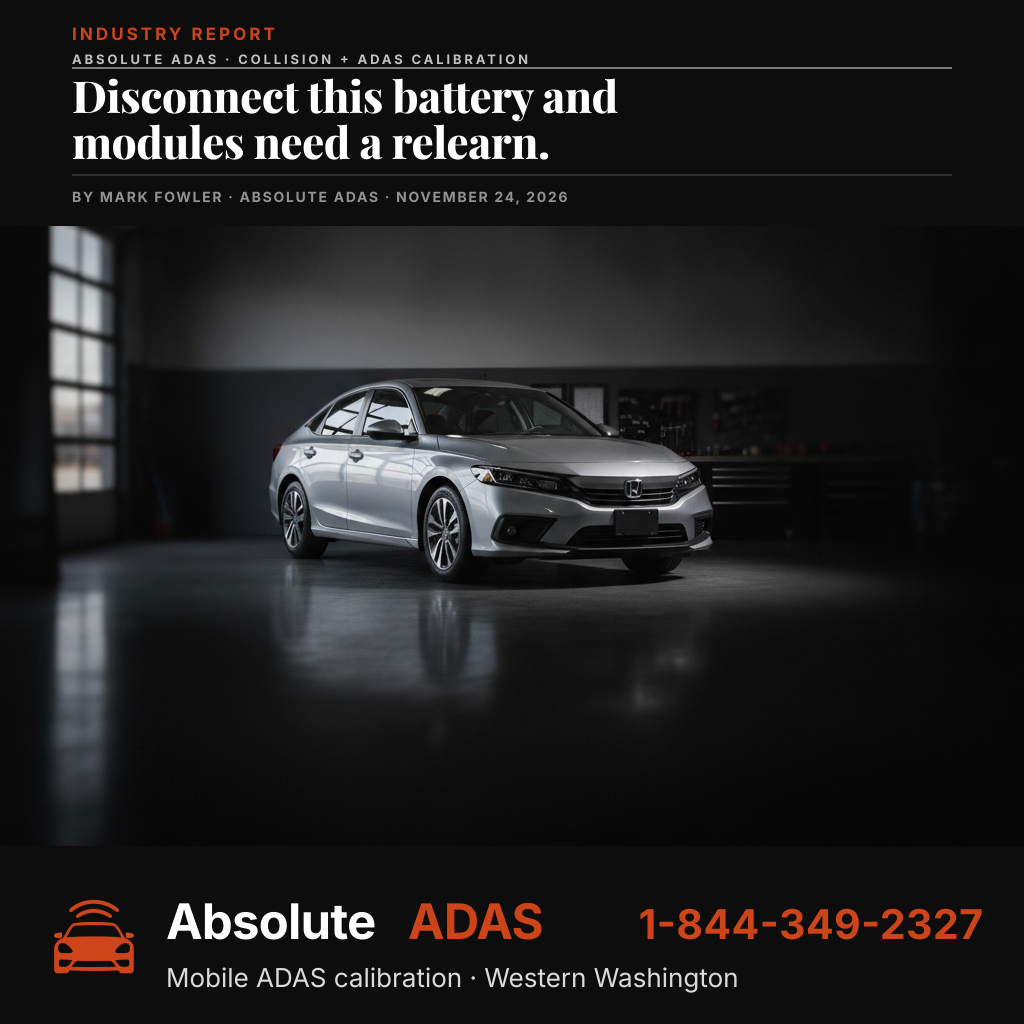 INDUSTRY REPORT
ABSOLUTE ADAS · COLLISION + ADAS CALIBRATION
Disconnect this battery and
modules need a relearn.
BY MARK FOWLER · ABSOLUTE ADAS · NOVEMBER 24, 2026
Absolute ADAS 1-844-349-2327
Mobile ADAS calibration · Western Washington